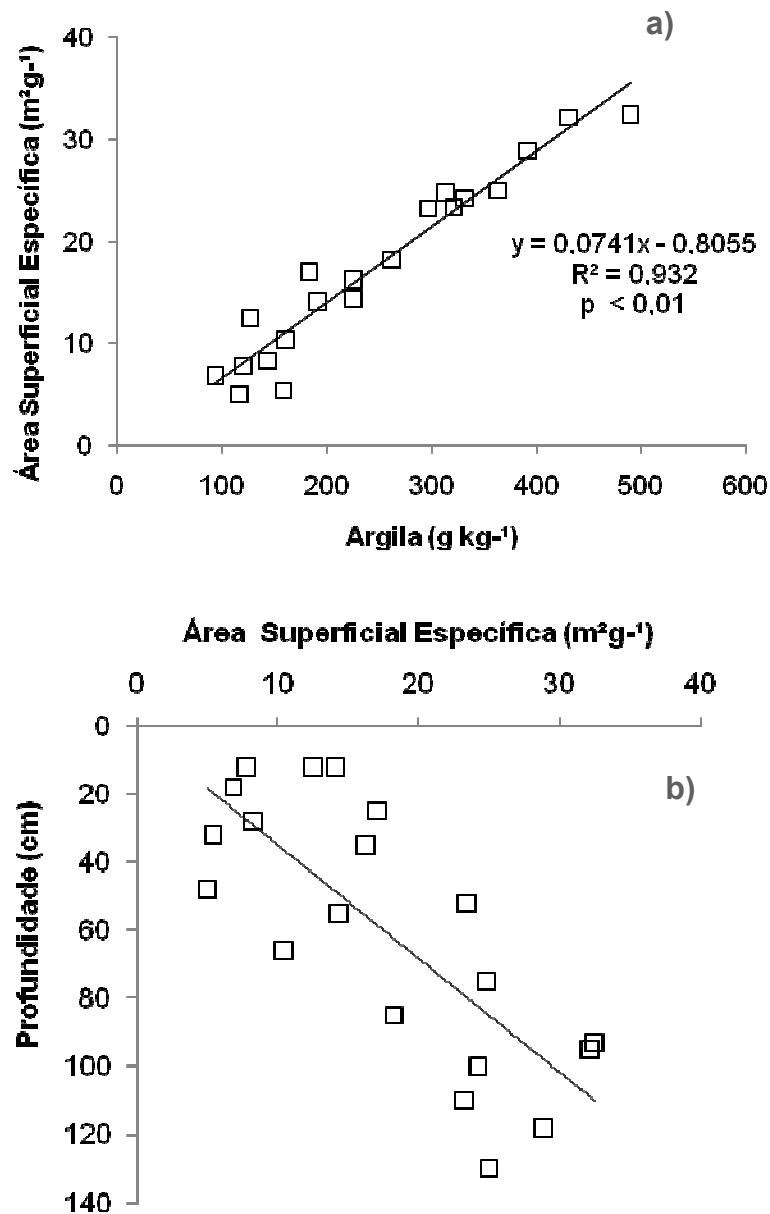 a)
40
30
20
10
0
Área Superficial Específica (m²g-¹)
y = 0,0741x - 0,8055
R² = 0,932
p < 0,01
0 100 200 300 400 500 600
Argila (g kg-¹)
Área Superficial Específica (m²g-¹)
0 10 20 30 40
b)
0
20
40
60
80
100
120
140
Profundidade (cm)